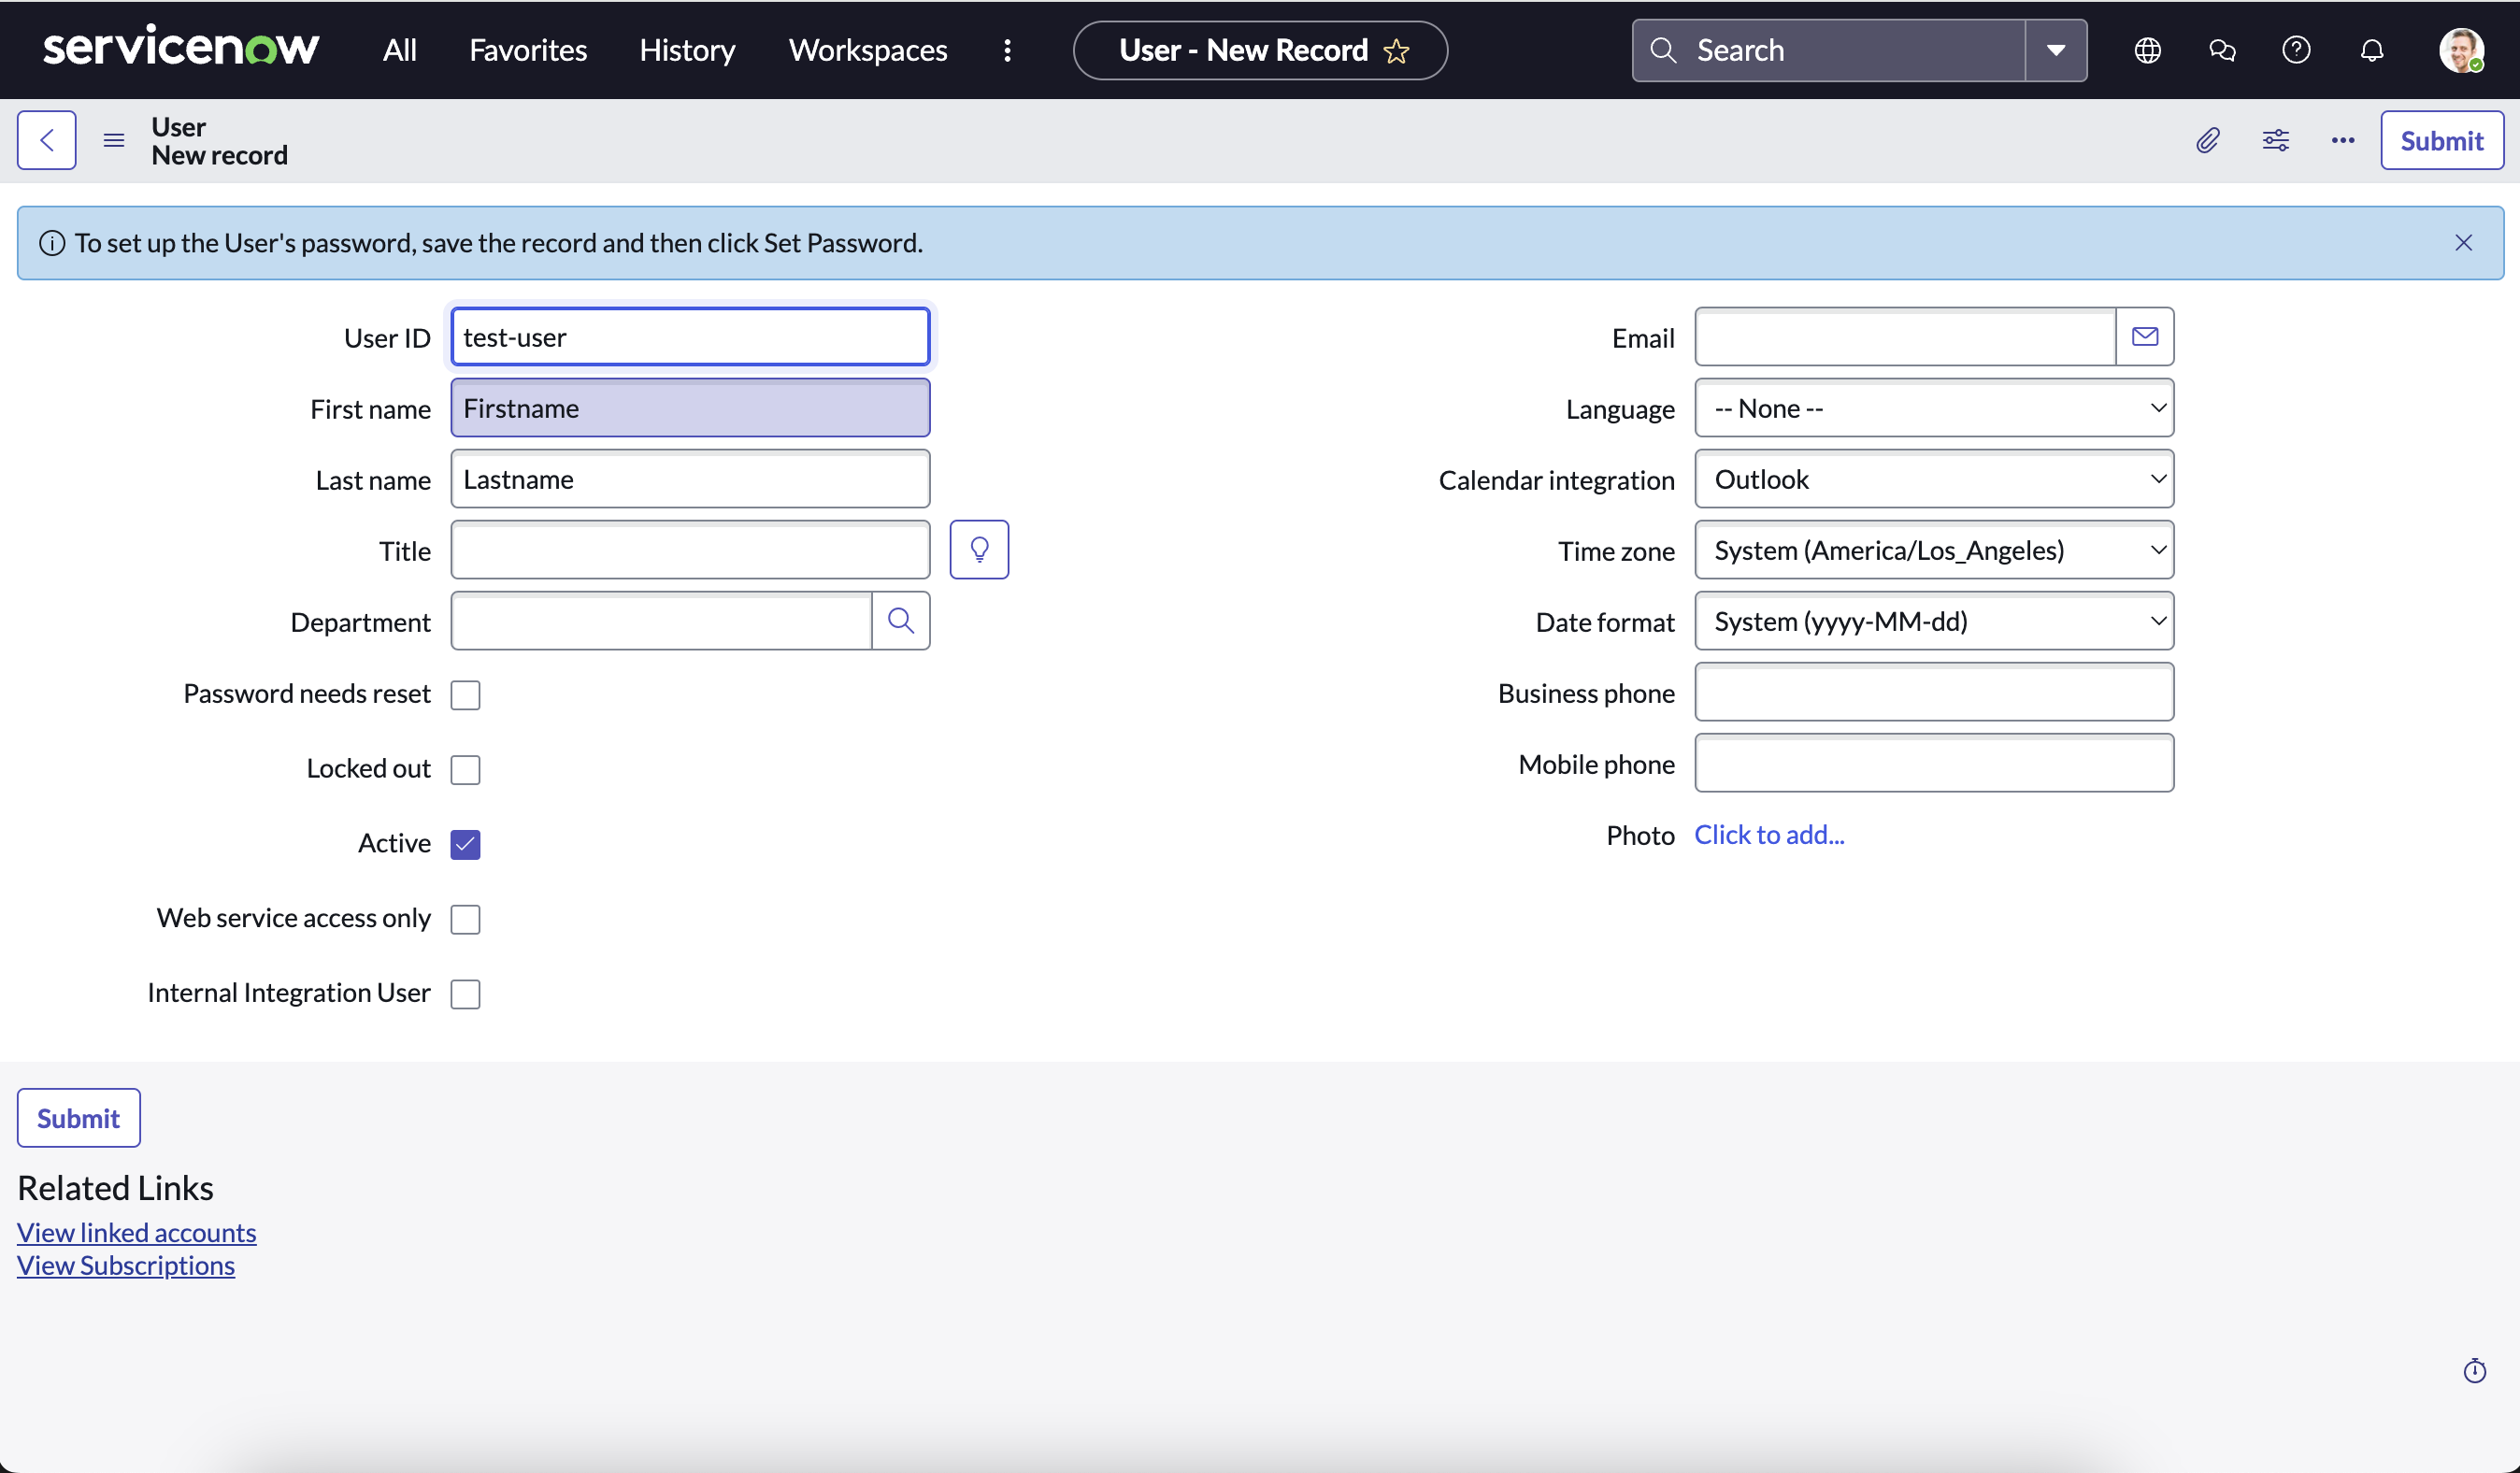 servicenow All Favorites History Workspaces User - New Record Search
User
New record
Submit
To set up the User's password, save the record and then click Set Password.
User ID test-user
First name Firstname
Last name Lastname
Title
Department
Password needs reset
Locked out
Active
Web service access only
Internal Integration User
Email
Language -- None --
Calendar integration Outlook
Time zone System (America/Los_Angeles)
Date format System (yyyy-MM-dd)
Business phone
Mobile phone
Photo Click to add...
Submit
Related Links
View linked accounts
View Subscriptions